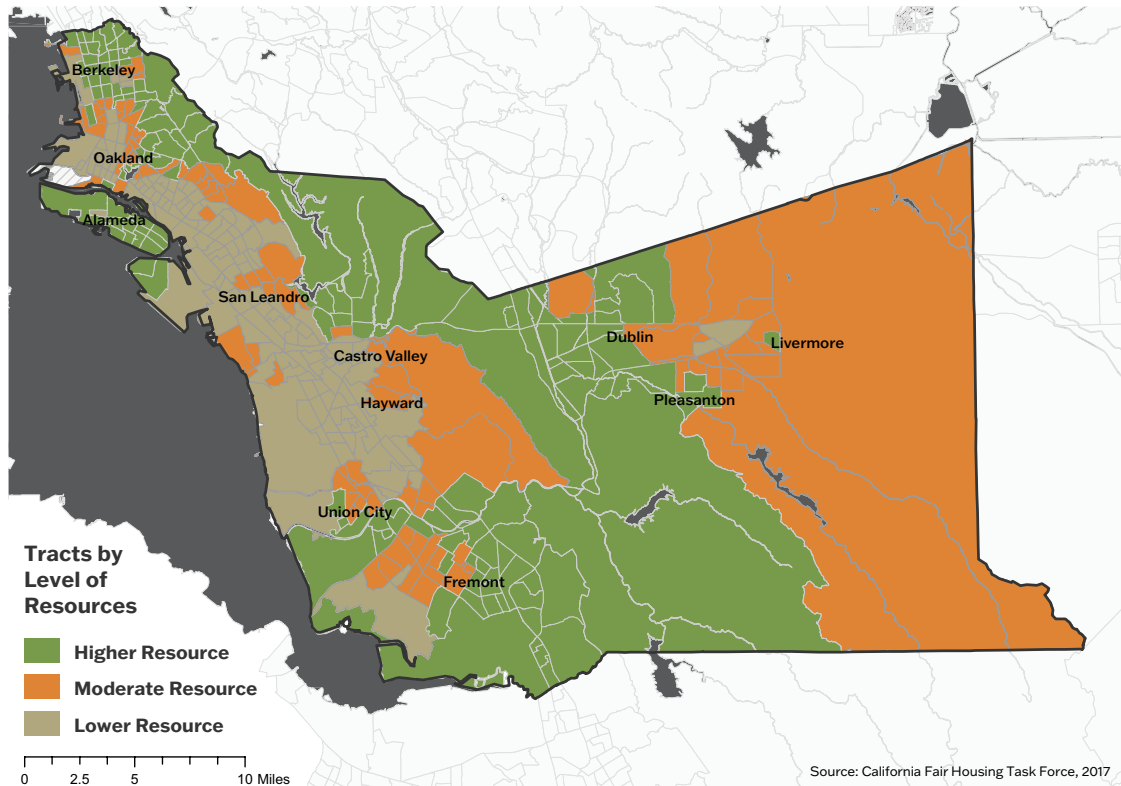 Berkeley
Oakland
Alameda
San Leandro
Castro Valley
Hayward
Union City
Fremont
Dublin
Livermore
Pleasanton
Tracts by
Level of
Resources
Higher Resource
Moderate Resource
Lower Resource
0 2.5 5 10 Miles
Source: California Fair Housing Task Force, 2017